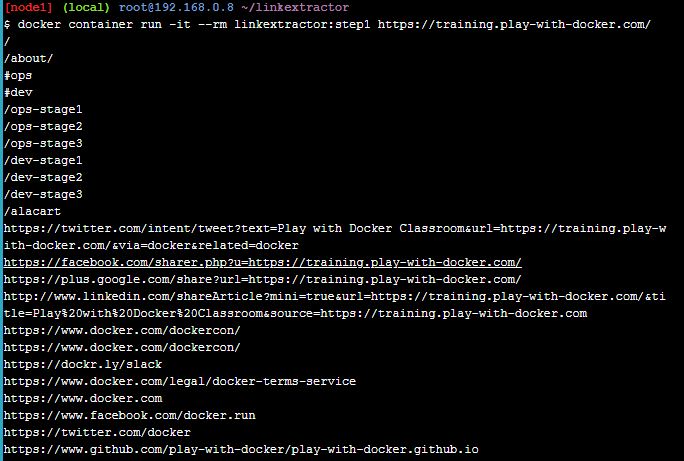 [node1] (local) root@192.168.0.8 ~/linkextractor
$ docker container run -it --rm linkextractor:step1 https://training.play-with-docker.com/
/
/about/
#ops
#dev
/ops-stage1
/ops-stage2
/ops-stage3
/dev-stage1
/dev-stage2
/dev-stage3
/alacart
https://twitter.com/intent/tweet?text=Play with Docker Classroom&url=https://training.play-w
ith-docker.com/&via=docker&related=docker
https://facebook.com/sharer.php?u=https://training.play-with-docker.com/
https://plus.google.com/share?url=https://training.play-with-docker.com/
http://www.linkedin.com/shareArticle?mini=true&url=https://training.play-with-docker.com/&ti
tle=Play%20with%20Docker%20Classroom&source=https://training.play-with-docker.com
https://www.docker.com/dockercon/
https://www.docker.com/dockercon/
https://dockr.ly/slack
https://www.docker.com/legal/docker-terms-service
https://www.docker.com
https://www.facebook.com/docker.run
https://twitter.com/docker
https://www.github.com/play-with-docker/play-with-docker.github.io